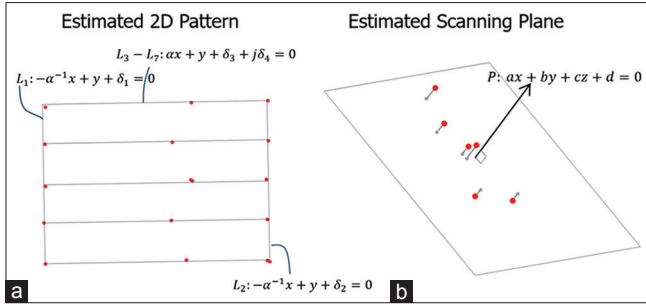 Estimated 2D Pattern
Estimated Scanning Plane
L₃ − L₇: αx + y + δ₃ + jδ₄ = 0
L₁: −α⁻¹x + y + δ₁ = 0
P: ax + by + cz + d = 0
L₂: −α⁻¹x + y + δ₂ = 0
a
b